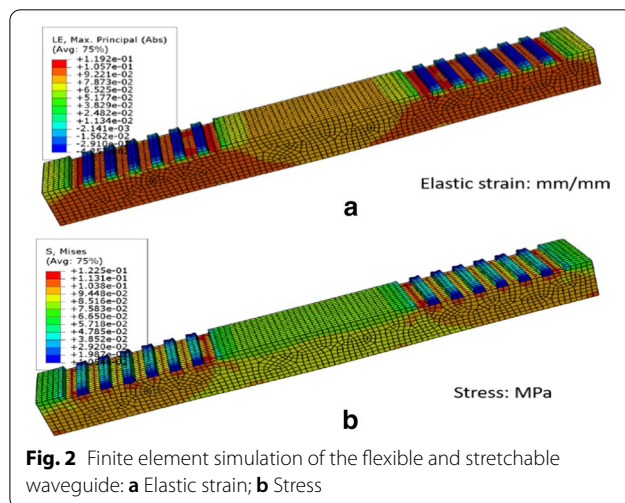 LE, Max. Principal (Abs)
(Avg: 75%)
+1.192e-01
+1.057e-01
+9.221e-02
+7.873e-02
+6.525e-02
+5.177e-02
+3.829e-02
+2.482e-02
+1.134e-02
-2.141e-03
-1.562e-02
-2.910e-02
Elastic strain: mm/mm
a
S, Mises
(Avg: 75%)
+1.225e-01
+1.131e-01
+1.038e-01
+9.448e-02
+8.516e-02
+7.583e-02
+6.650e-02
+5.718e-02
+4.785e-02
+3.852e-02
+2.920e-02
+1.987e-02
Stress: MPa
b
Fig. 2 Finite element simulation of the flexible and stretchable
waveguide: a Elastic strain; b Stress